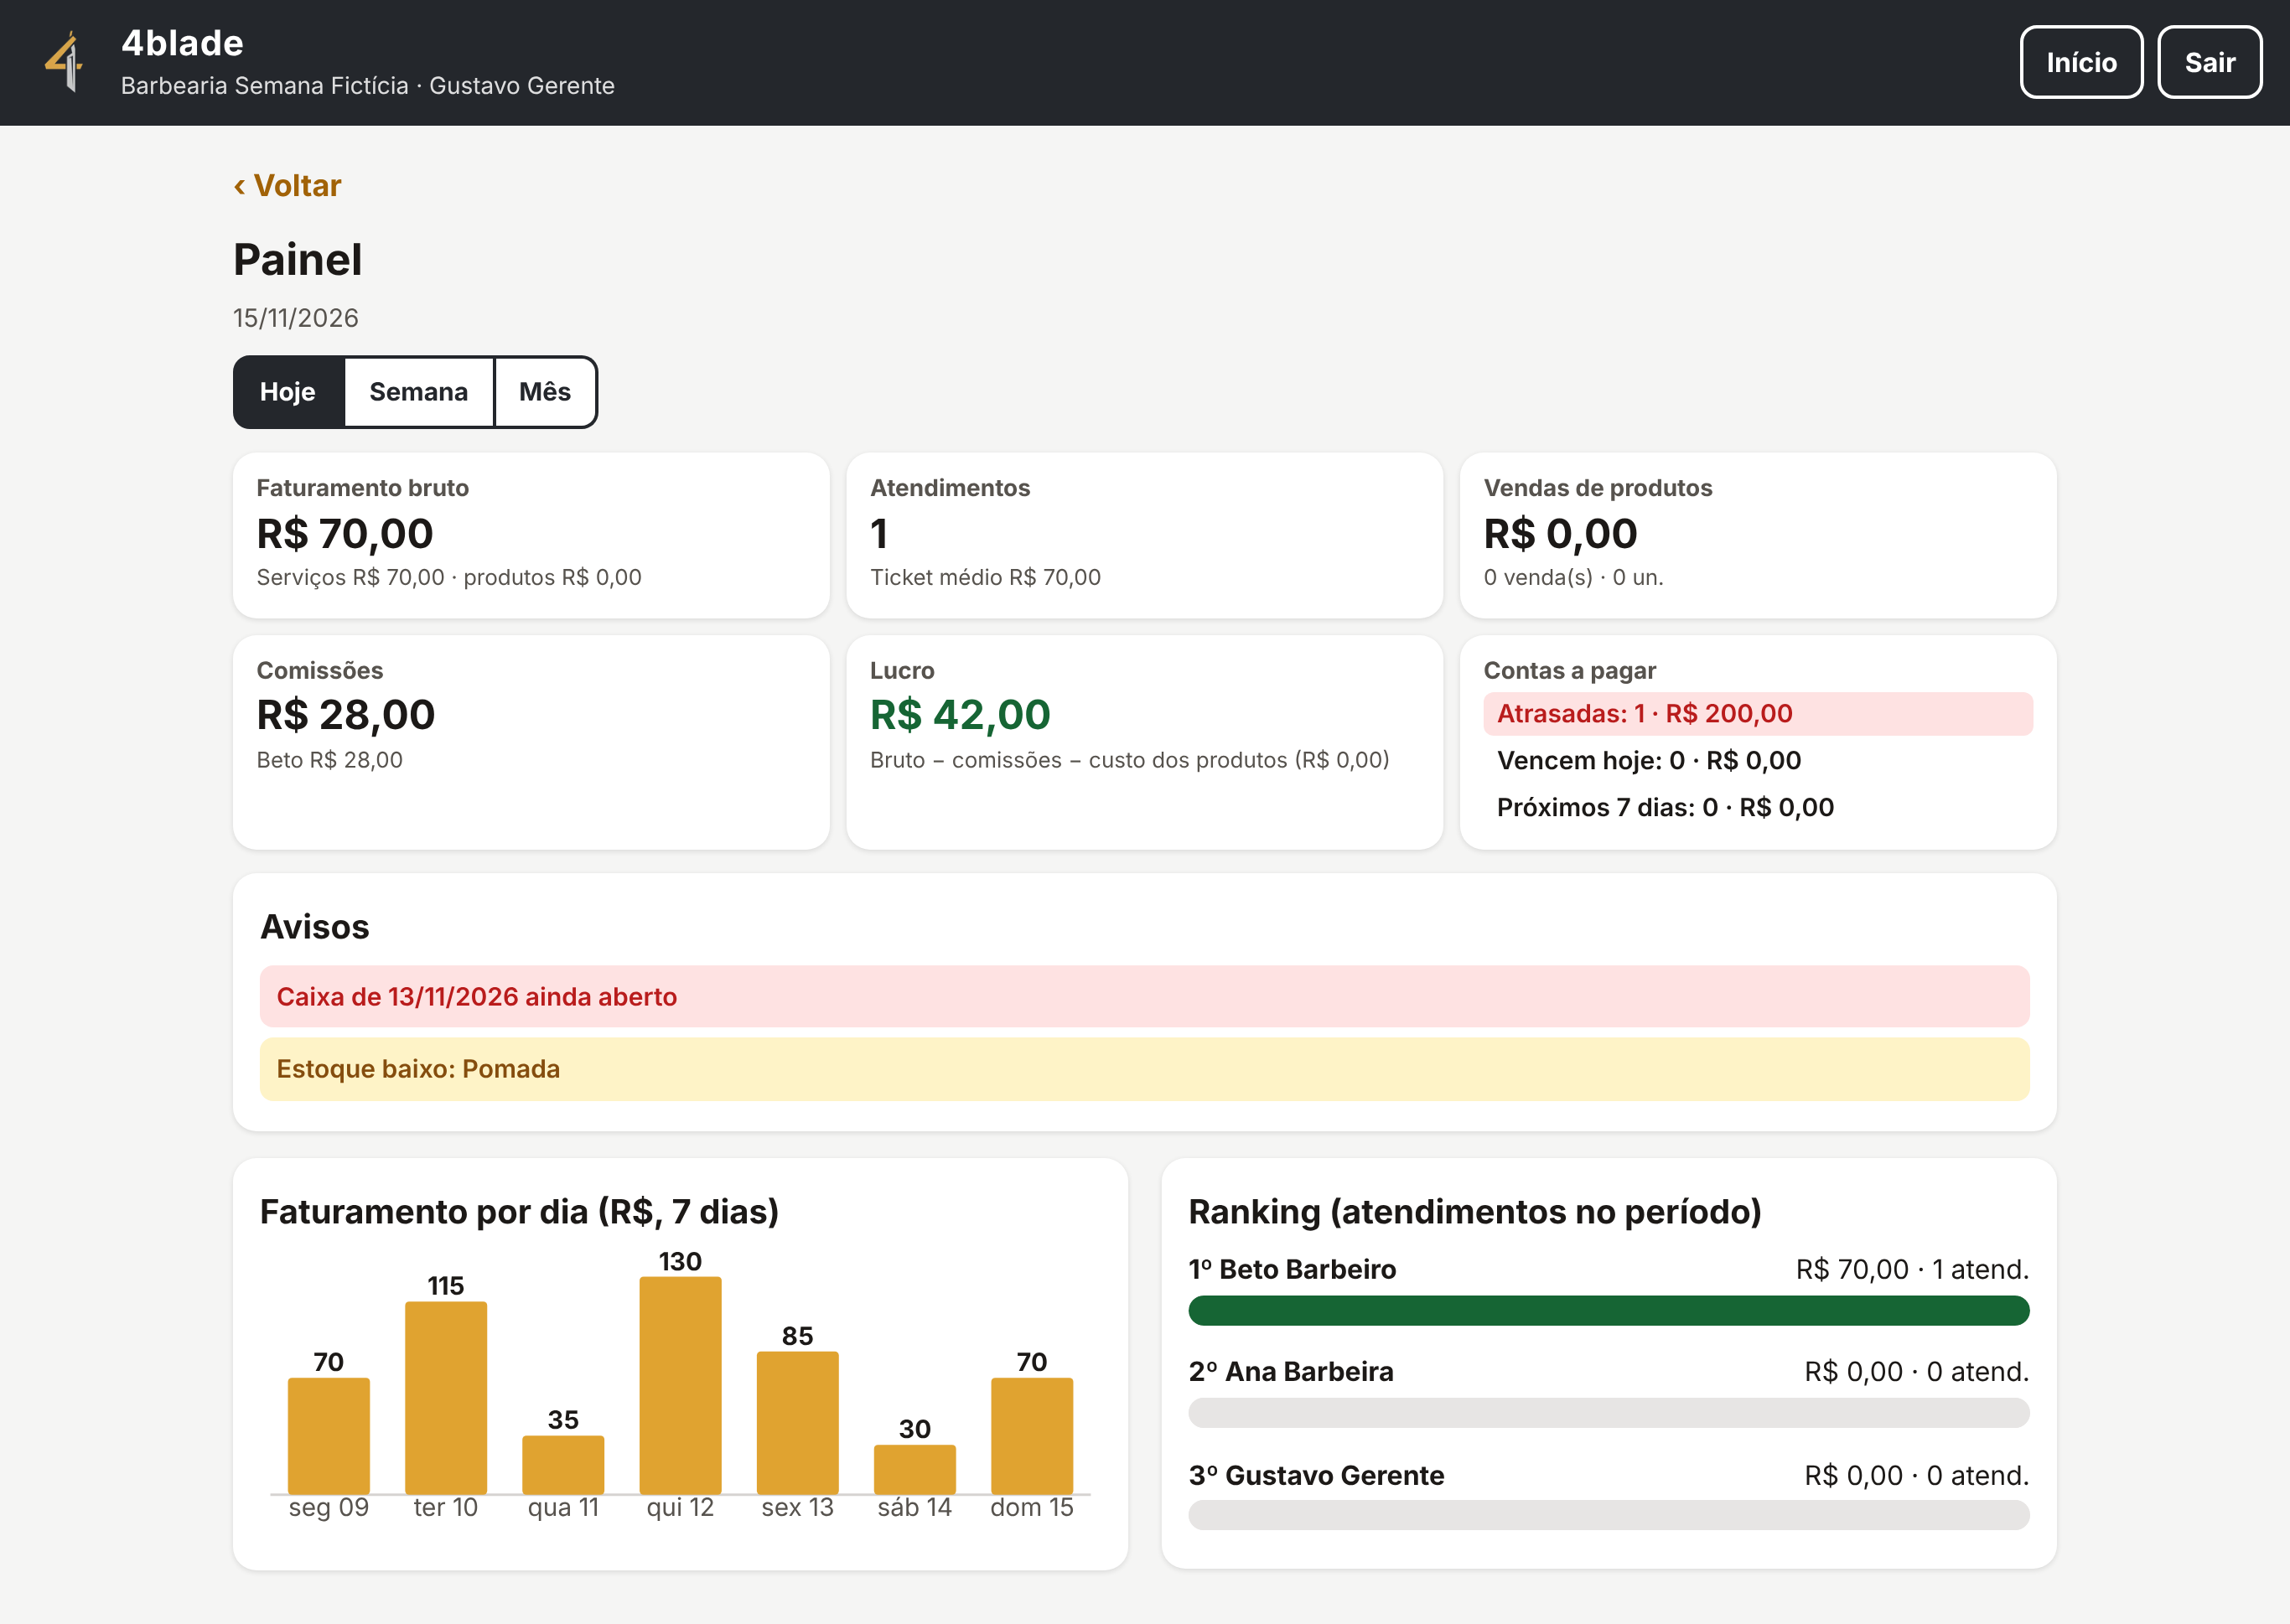 4blade
Barbearia Semana Fictícia · Gustavo Gerente
Início
Sair
‹ Voltar
Painel
15/11/2026
Hoje
Semana
Mês
Faturamento bruto
R$ 70,00
Serviços R$ 70,00 · produtos R$ 0,00
Atendimentos
1
Ticket médio R$ 70,00
Vendas de produtos
R$ 0,00
0 venda(s) · 0 un.
Comissões
R$ 28,00
Beto R$ 28,00
Lucro
R$ 42,00
Bruto − comissões − custo dos produtos (R$ 0,00)
Contas a pagar
Atrasadas: 1 · R$ 200,00
Vencem hoje: 0 · R$ 0,00
Próximos 7 dias: 0 · R$ 0,00
Avisos
Caixa de 13/11/2026 ainda aberto
Estoque baixo: Pomada
Faturamento por dia (R$, 7 dias)
70
115
35
130
85
30
70
seg 09
ter 10
qua 11
qui 12
sex 13
sáb 14
dom 15
Ranking (atendimentos no período)
1º Beto Barbeiro
R$ 70,00 · 1 atend.
2º Ana Barbeira
R$ 0,00 · 0 atend.
3º Gustavo Gerente
R$ 0,00 · 0 atend.